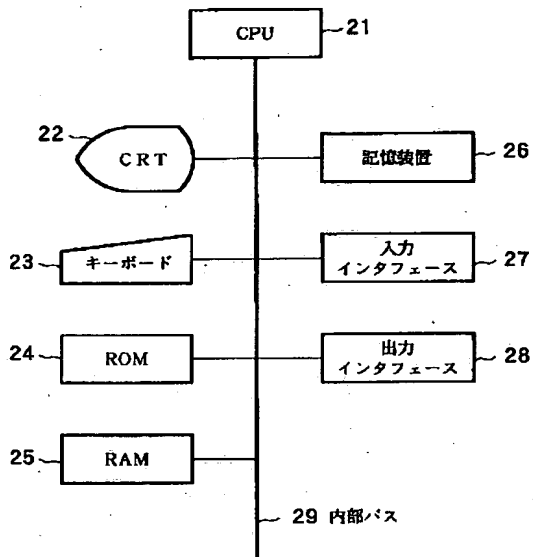 CPU
21
22
CRT
記憶装置
26
23
キーボード
入力
インタフェース
27
24
ROM
出力
インタフェース
28
25
RAM
29 内部バス